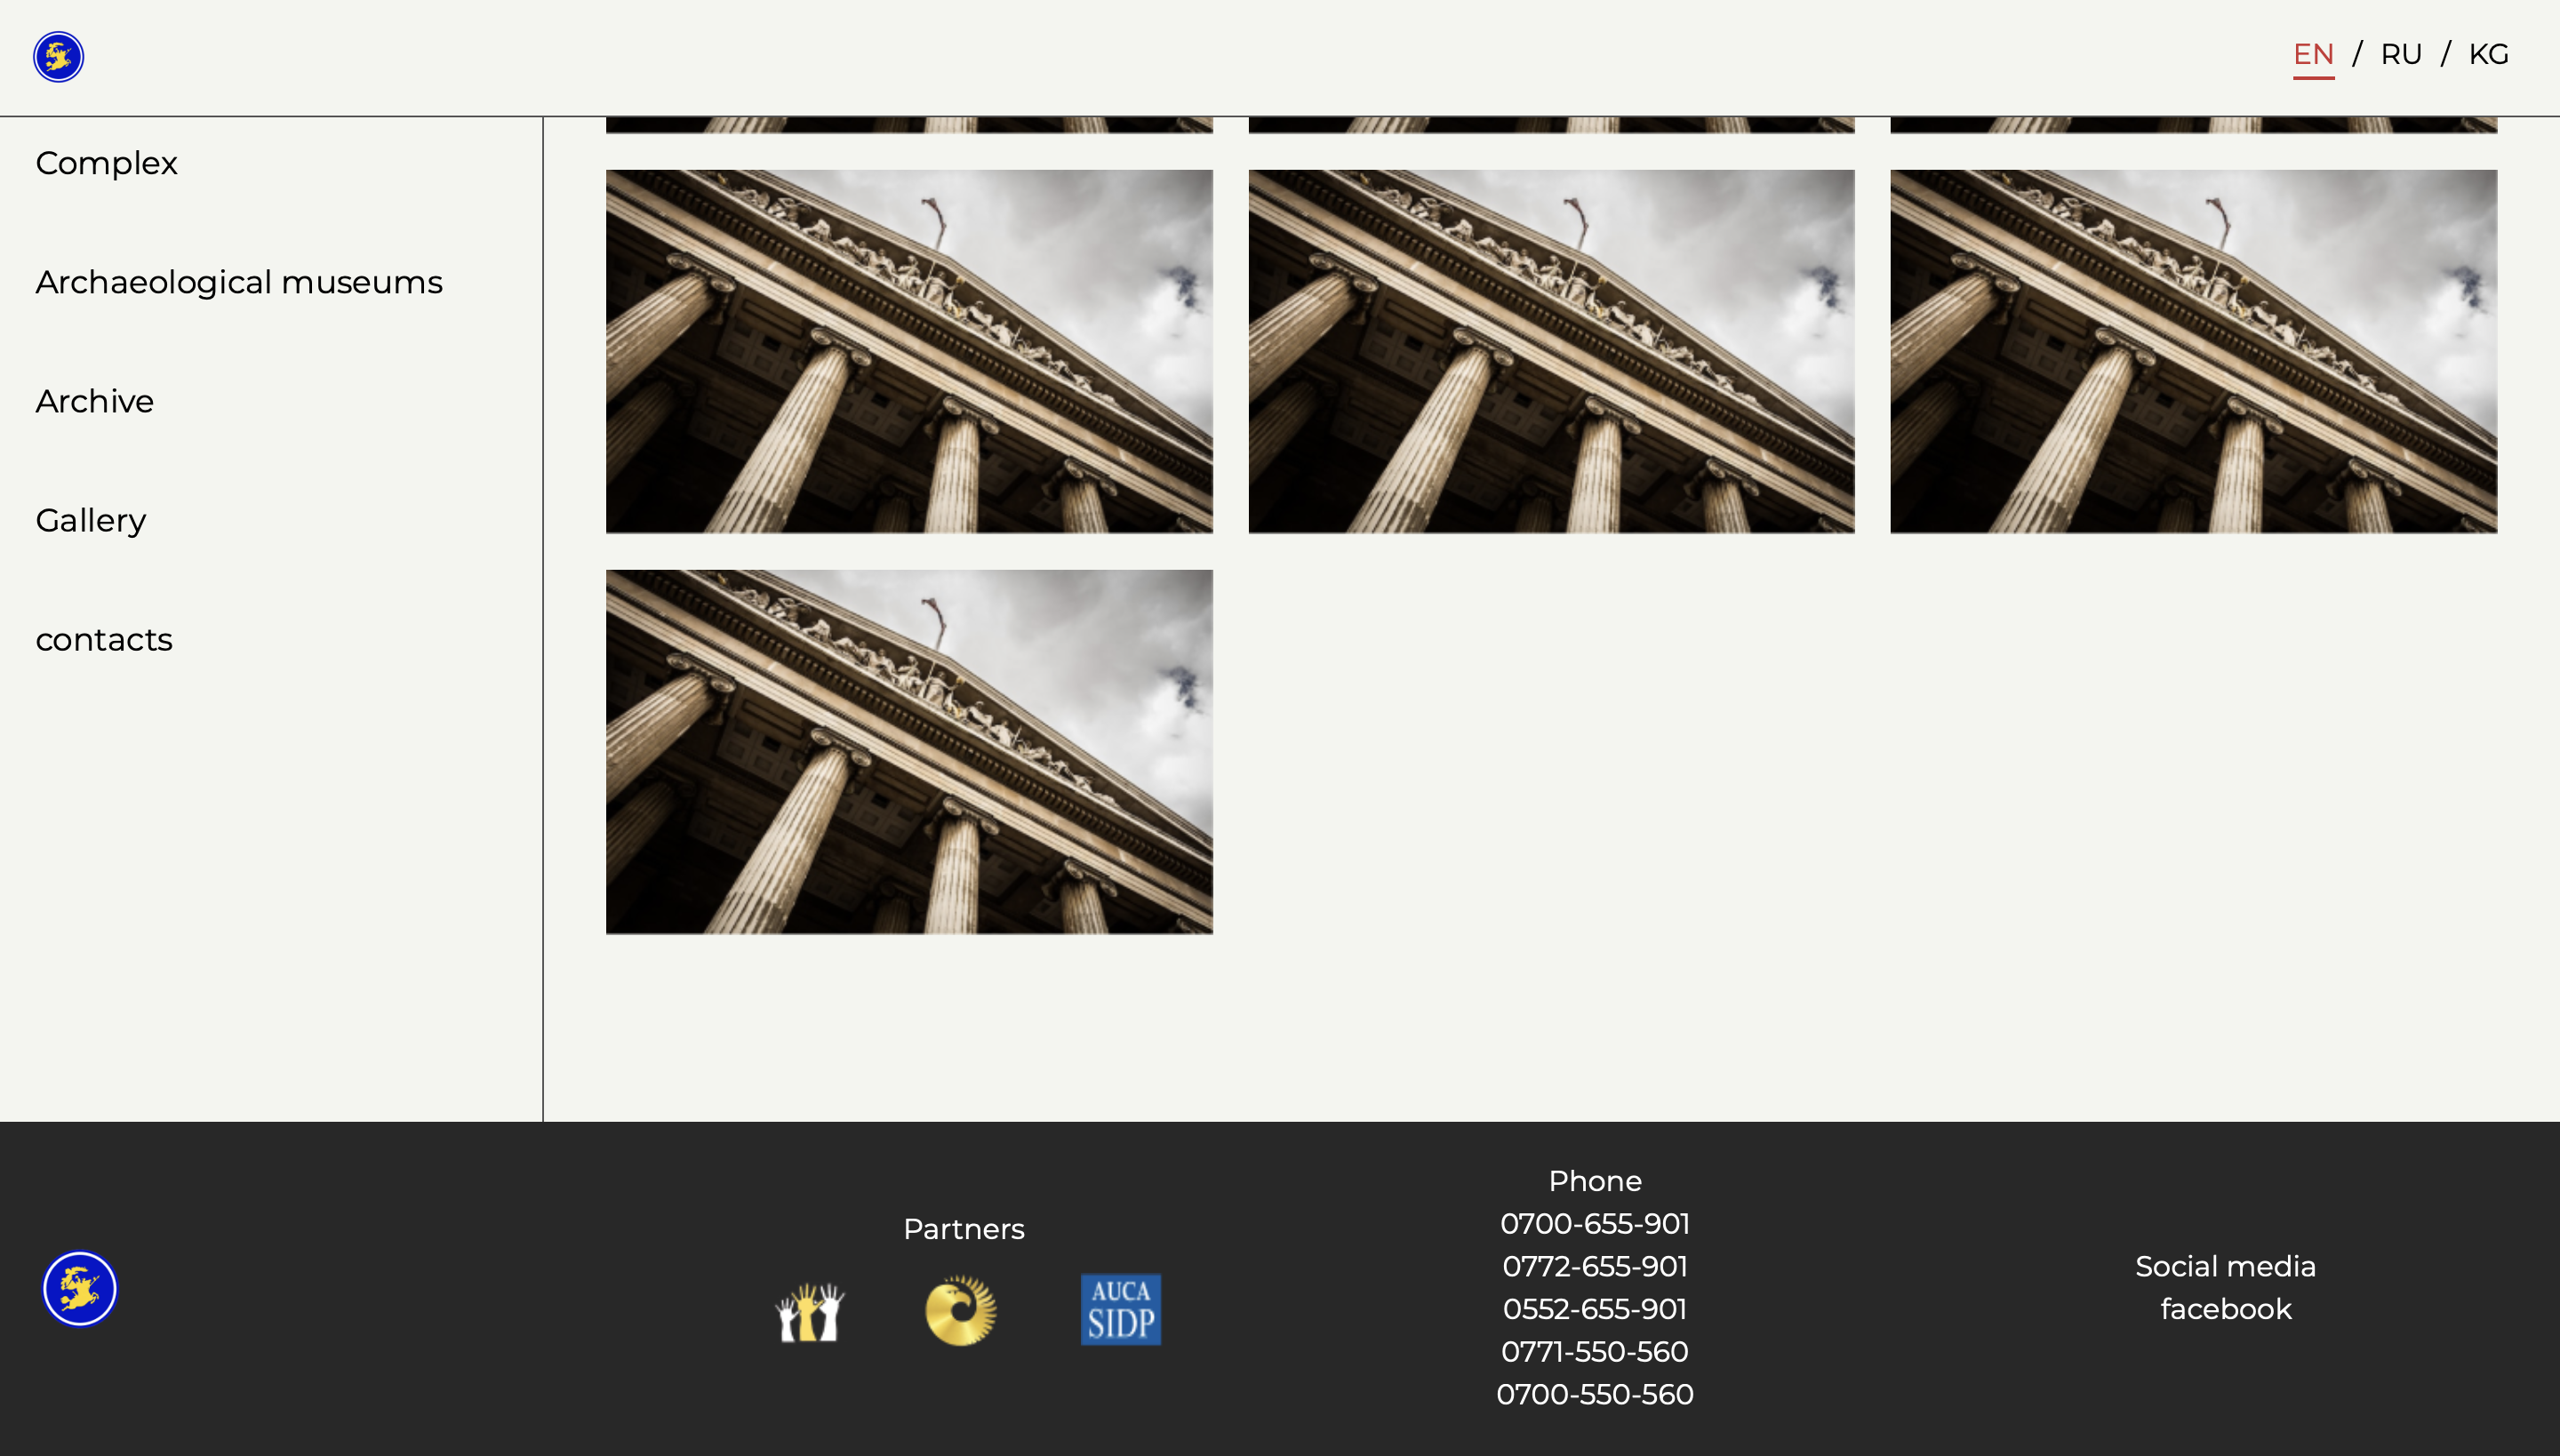 EN / RU / KG
Complex
Archaeological museums
Archive
Gallery
contacts
Partners
AUCA
SIDP
Phone
0700-655-901
0772-655-901
0552-655-901
0771-550-560
0700-550-560
Social media
facebook